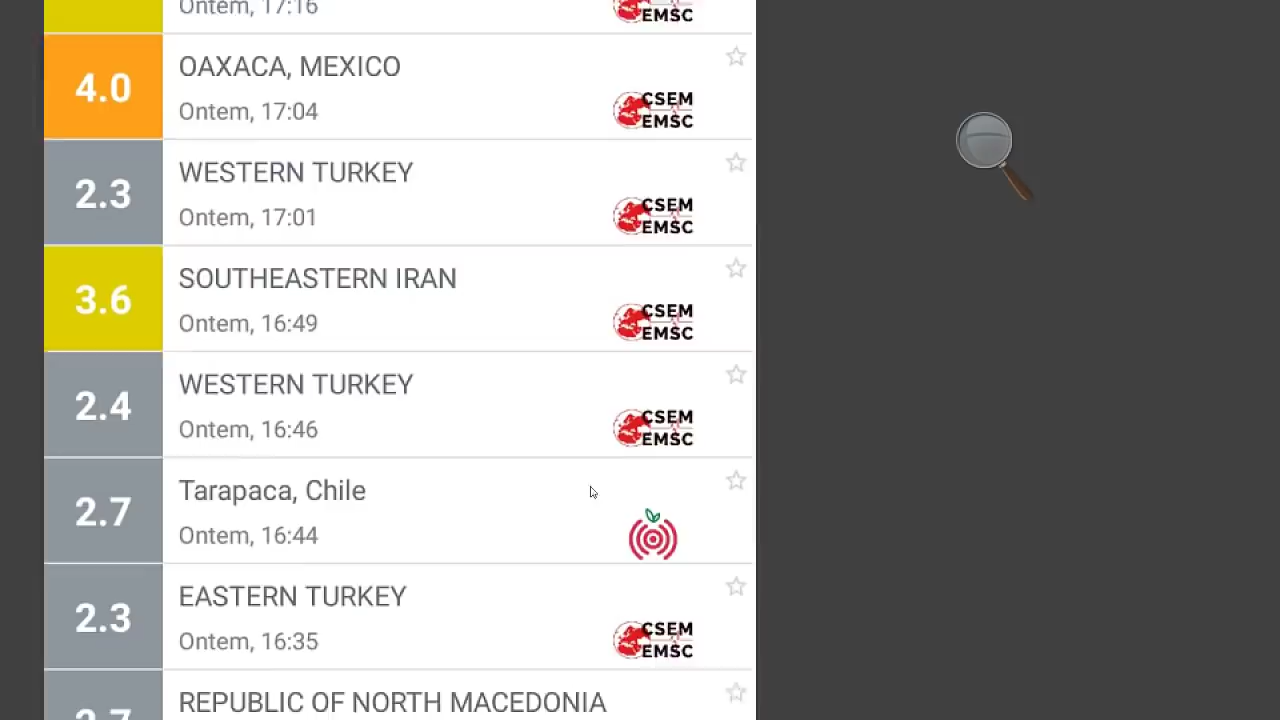 Ontem, 17:16
EMSC
4.0
OAXACA, MEXICO
Ontem, 17:04
CSEM
EMSC
2.3
WESTERN TURKEY
Ontem, 17:01
CSEM
EMSC
3.6
SOUTHEASTERN IRAN
Ontem, 16:49
CSEM
EMSC
2.4
WESTERN TURKEY
Ontem, 16:46
CSEM
EMSC
2.7
Tarapaca, Chile
Ontem, 16:44
2.3
EASTERN TURKEY
Ontem, 16:35
CSEM
EMSC
2.7
REPUBLIC OF NORTH MACEDONIA